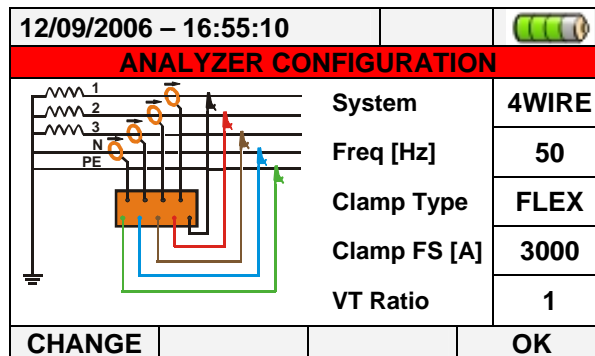 12/09/2006 – 16:55:10
ANALYZER CONFIGURATION
1
2
3
N
PE
System 4WIRE
Freq [Hz] 50
Clamp Type FLEX
Clamp FS [A] 3000
VT Ratio 1
CHANGE OK